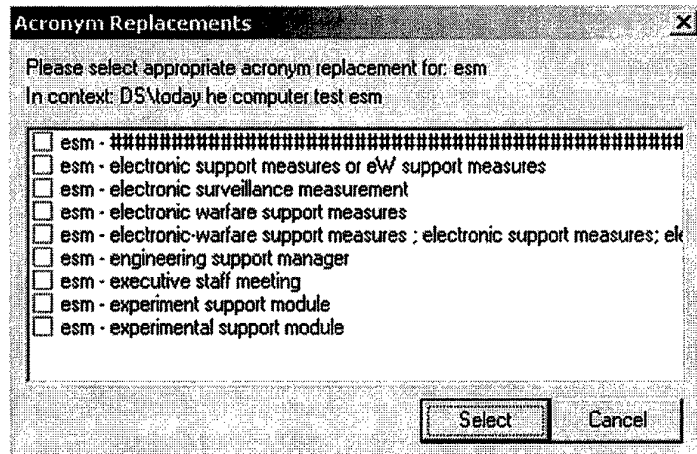 Acronym Replacements
Please select appropriate acronym replacement for: esm
In context: DS\today he computer test esm
esm - ##################################################
esm - electronic support measures or eW support measures
esm - electronic surveillance measurement
esm - electronic warfare support measures
esm - electronic-warfare support measures ; electronic support measures; ele
esm - engineering support manager
esm - executive staff meeting
esm - experiment support module
esm - experimental support module
Select Cancel